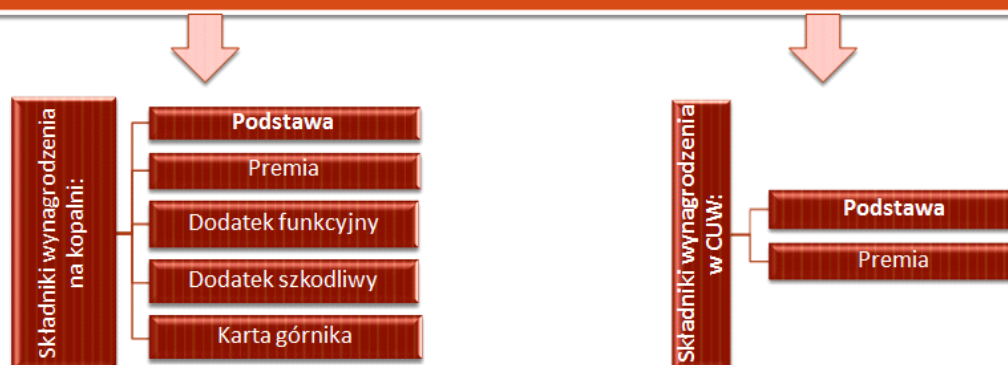 Składniki wynagrodzenia
na kopalni:
Podstawa
Premia
Dodatek funkcyjny
Dodatek szkodliwy
Karta górnika
Składniki wynagrodzenia
w CUW:
Podstawa
Premia